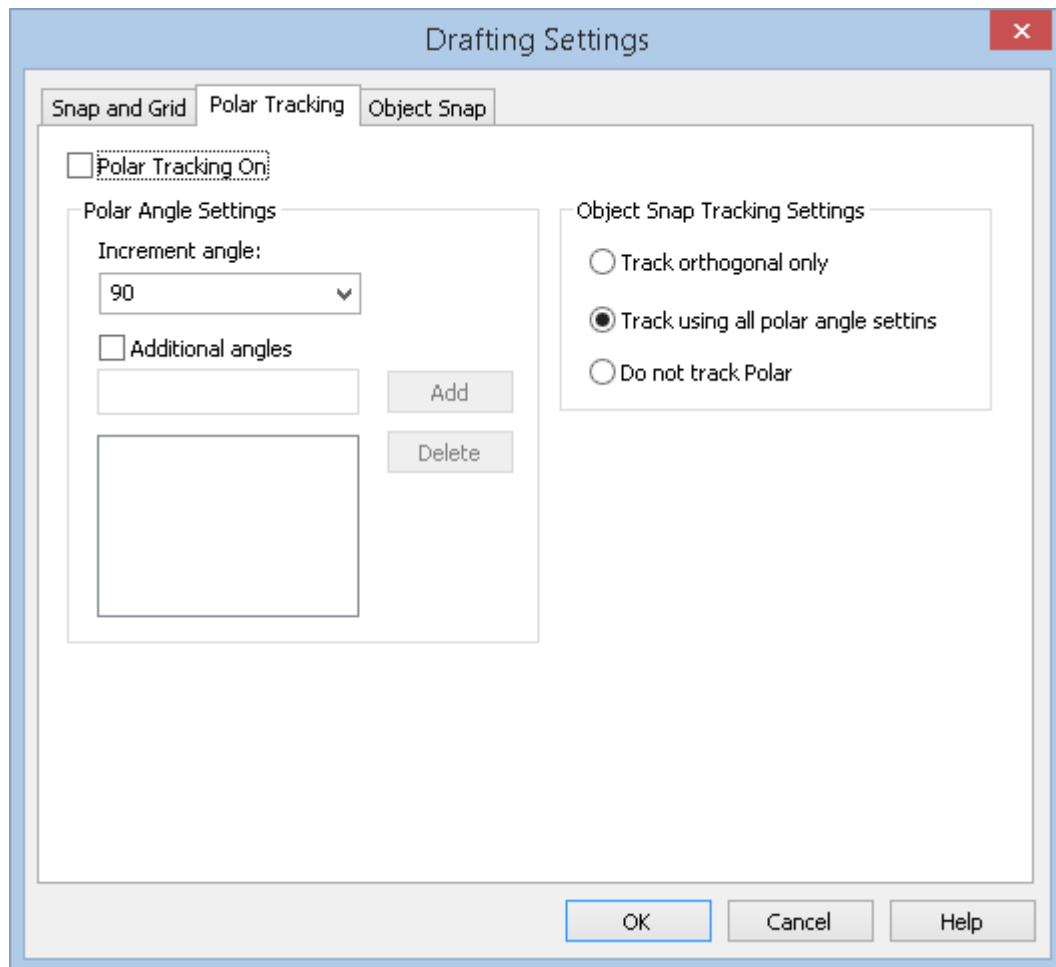 Drafting Settings
Snap and Grid
Polar Tracking
Object Snap
Polar Tracking On
Polar Angle Settings
Increment angle:
90
Additional angles
Add
Delete
Object Snap Tracking Settings
Track orthogonal only
Track using all polar angle settins
Do not track Polar
OK
Cancel
Help